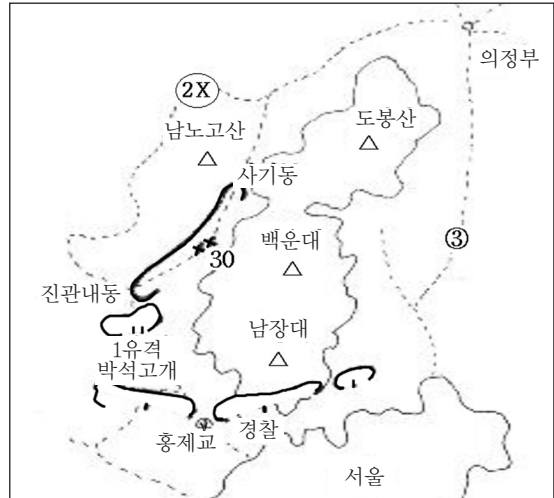 의정부
2X
남노고산
도봉산
사기동
백운대
30
③
진관내동
남장대
1유격
박석고개
홍제교
경찰
서울